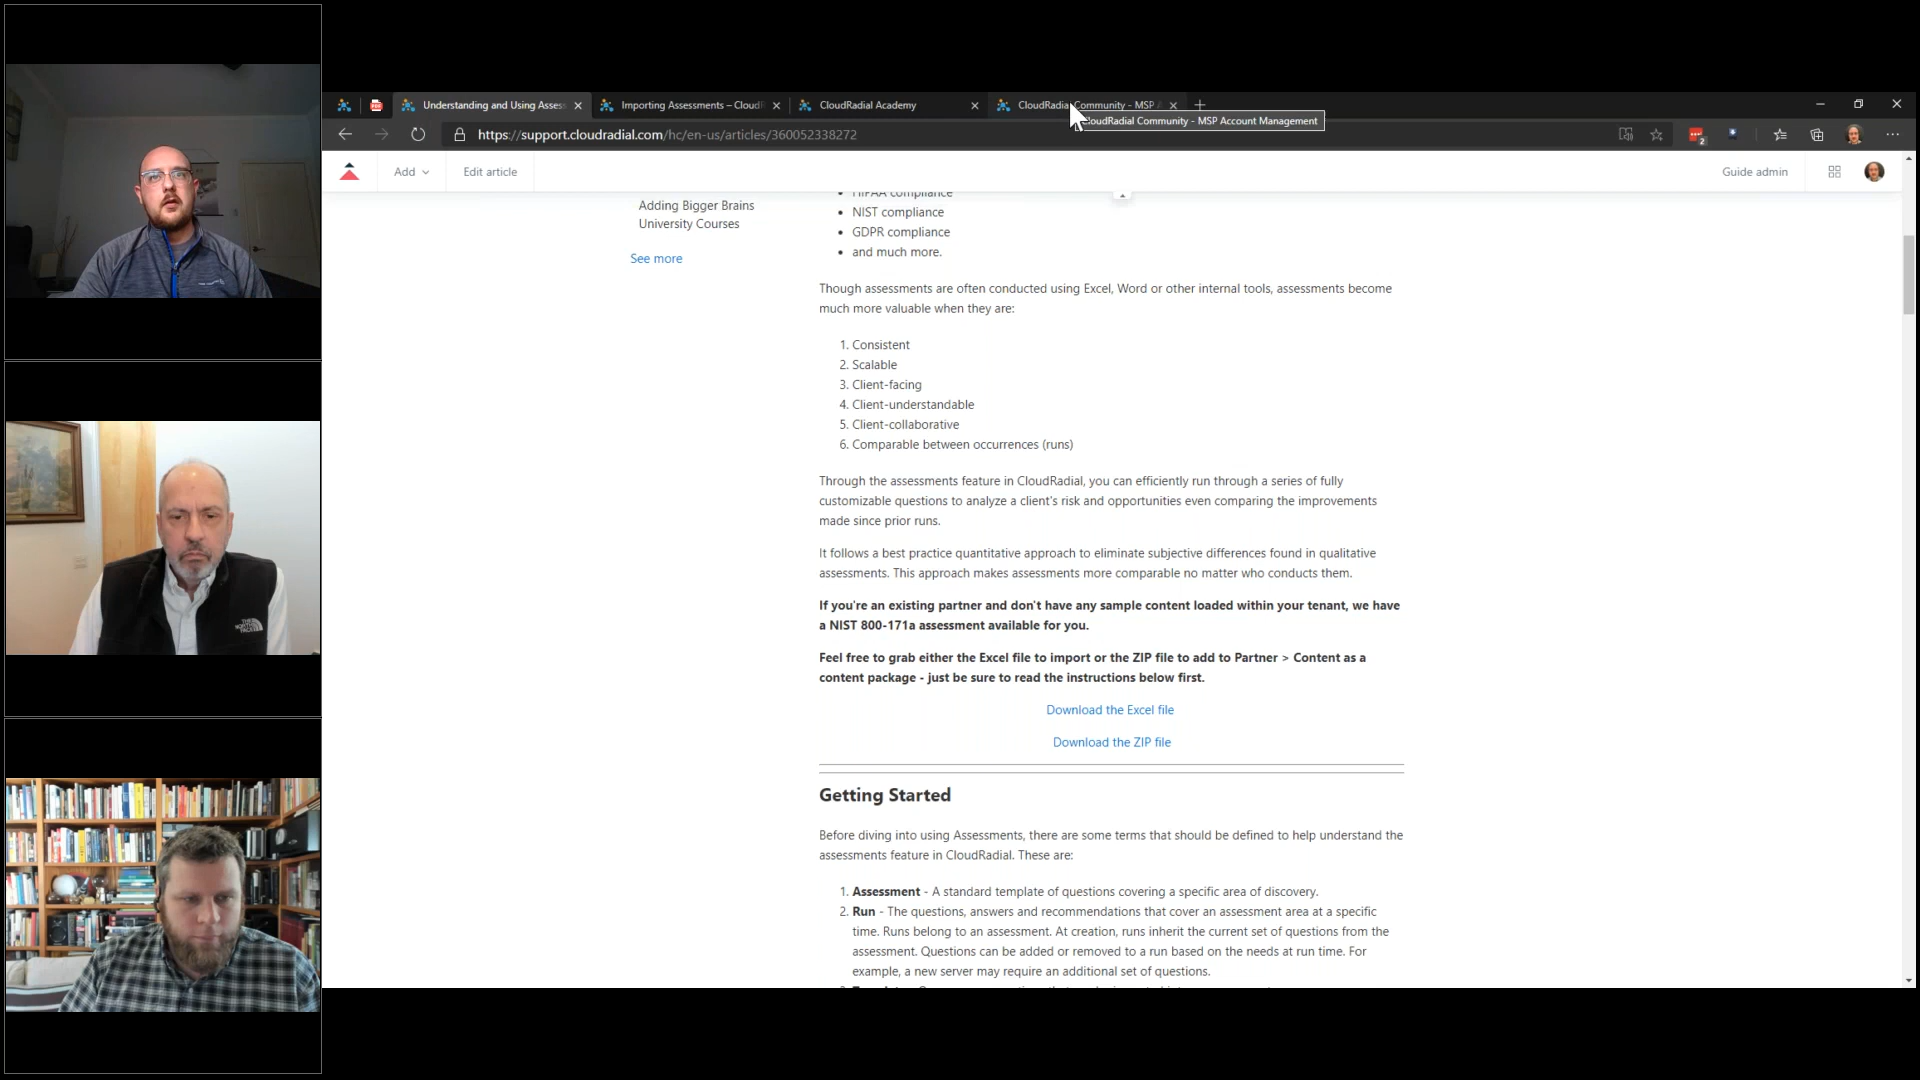 Understanding and Using Assess
Importing Assessments – CloudR
CloudRadial Academy
CloudRadial Community - MSP A
CloudRadial Community - MSP Account Management
https://support.cloudradial.com/hc/en-us/articles/360052338272
2
Add
Edit article
Guide admin
Adding Bigger Brains
University Courses
See more
• HIPAA compliance
• NIST compliance
• GDPR compliance
• and much more.
Though assessments are often conducted using Excel, Word or other internal tools, assessments become
much more valuable when they are:
1. Consistent
2. Scalable
3. Client-facing
4. Client-understandable
5. Client-collaborative
6. Comparable between occurrences (runs)
Through the assessments feature in CloudRadial, you can efficiently run through a series of fully
customizable questions to analyze a client's risk and opportunities even comparing the improvements
made since prior runs.
It follows a best practice quantitative approach to eliminate subjective differences found in qualitative
assessments. This approach makes assessments more comparable no matter who conducts them.
If you're an existing partner and don't have any sample content loaded within your tenant, we have
a NIST 800-171a assessment available for you.
Feel free to grab either the Excel file to import or the ZIP file to add to Partner > Content as a
content package - just be sure to read the instructions below first.
Download the Excel file
Download the ZIP file
Getting Started
Before diving into using Assessments, there are some terms that should be defined to help understand the
assessments feature in CloudRadial. These are:
1. Assessment - A standard template of questions covering a specific area of discovery.
2. Run - The questions, answers and recommendations that cover an assessment area at a specific
time. Runs belong to an assessment. At creation, runs inherit the current set of questions from the
assessment. Questions can be added or removed to a run based on the needs at run time. For
example, a new server may require an additional set of questions.
THE
NORTH
FACE